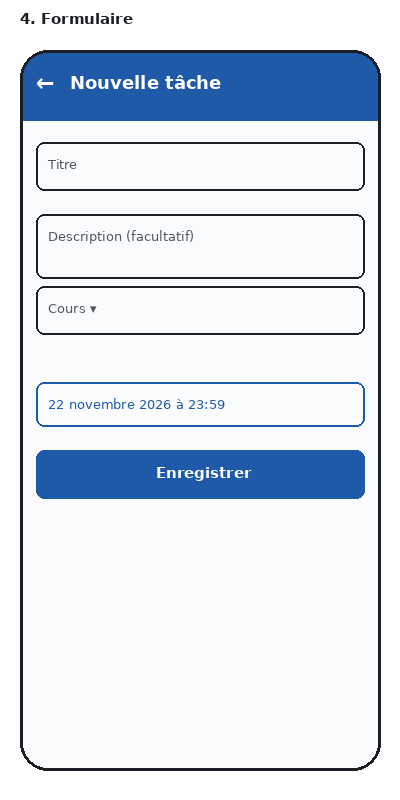 4. Formulaire
← Nouvelle tâche
Titre
Description (facultatif)
Cours ▾
22 novembre 2026 à 23:59
Enregistrer